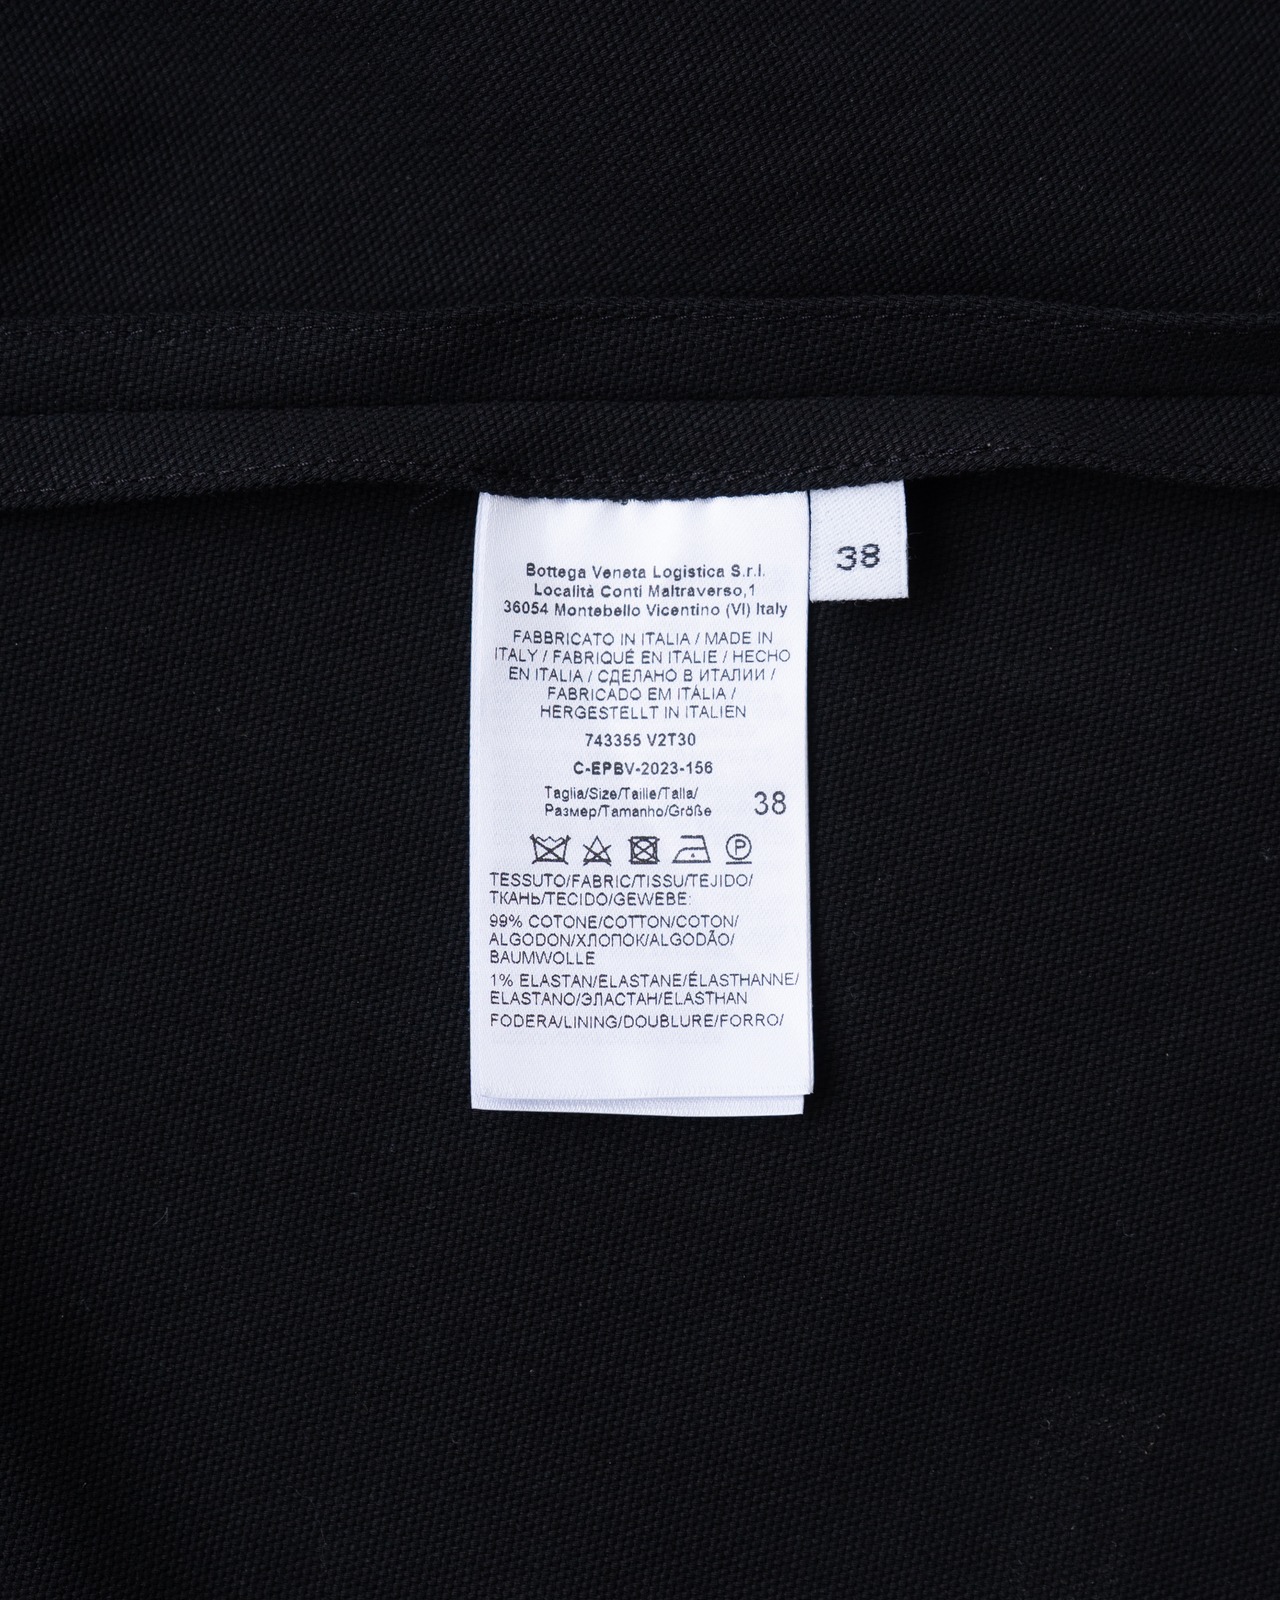 Bottega Veneta Logistica S.r.l.
Località Conti Maltraverso,1
36054 Montebello Vicentino (VI) Italy
FABBRICATO IN ITALIA / MADE IN
ITALY / FABRIQUÉ EN ITALIE / HECHO
EN ITALIA / СДЕЛАНО В ИТАЛИИ /
FABRICADO EM ITÁLIA /
HERGESTELLT IN ITALIEN
743355 V2T30
C-EPBV-2023-156
Taglia/Size/Taille/Talla/
Размер/Tamanho/Größe
38
P
TESSUTO/FABRIC/TISSU/TEJIDO/
ТКАНЬ/TECIDO/GEWEBE:
99% COTONE/COTTON/COTON/
ALGODON/ХЛОПОК/ALGODÃO/
BAUMWOLLE
1% ELASTAN/ELASTANE/ÉLASTHANNE/
ELASTANO/ЭЛАСТАН/ELASTHAN
FODERA/LINING/DOUBLURE/FORRO/
38